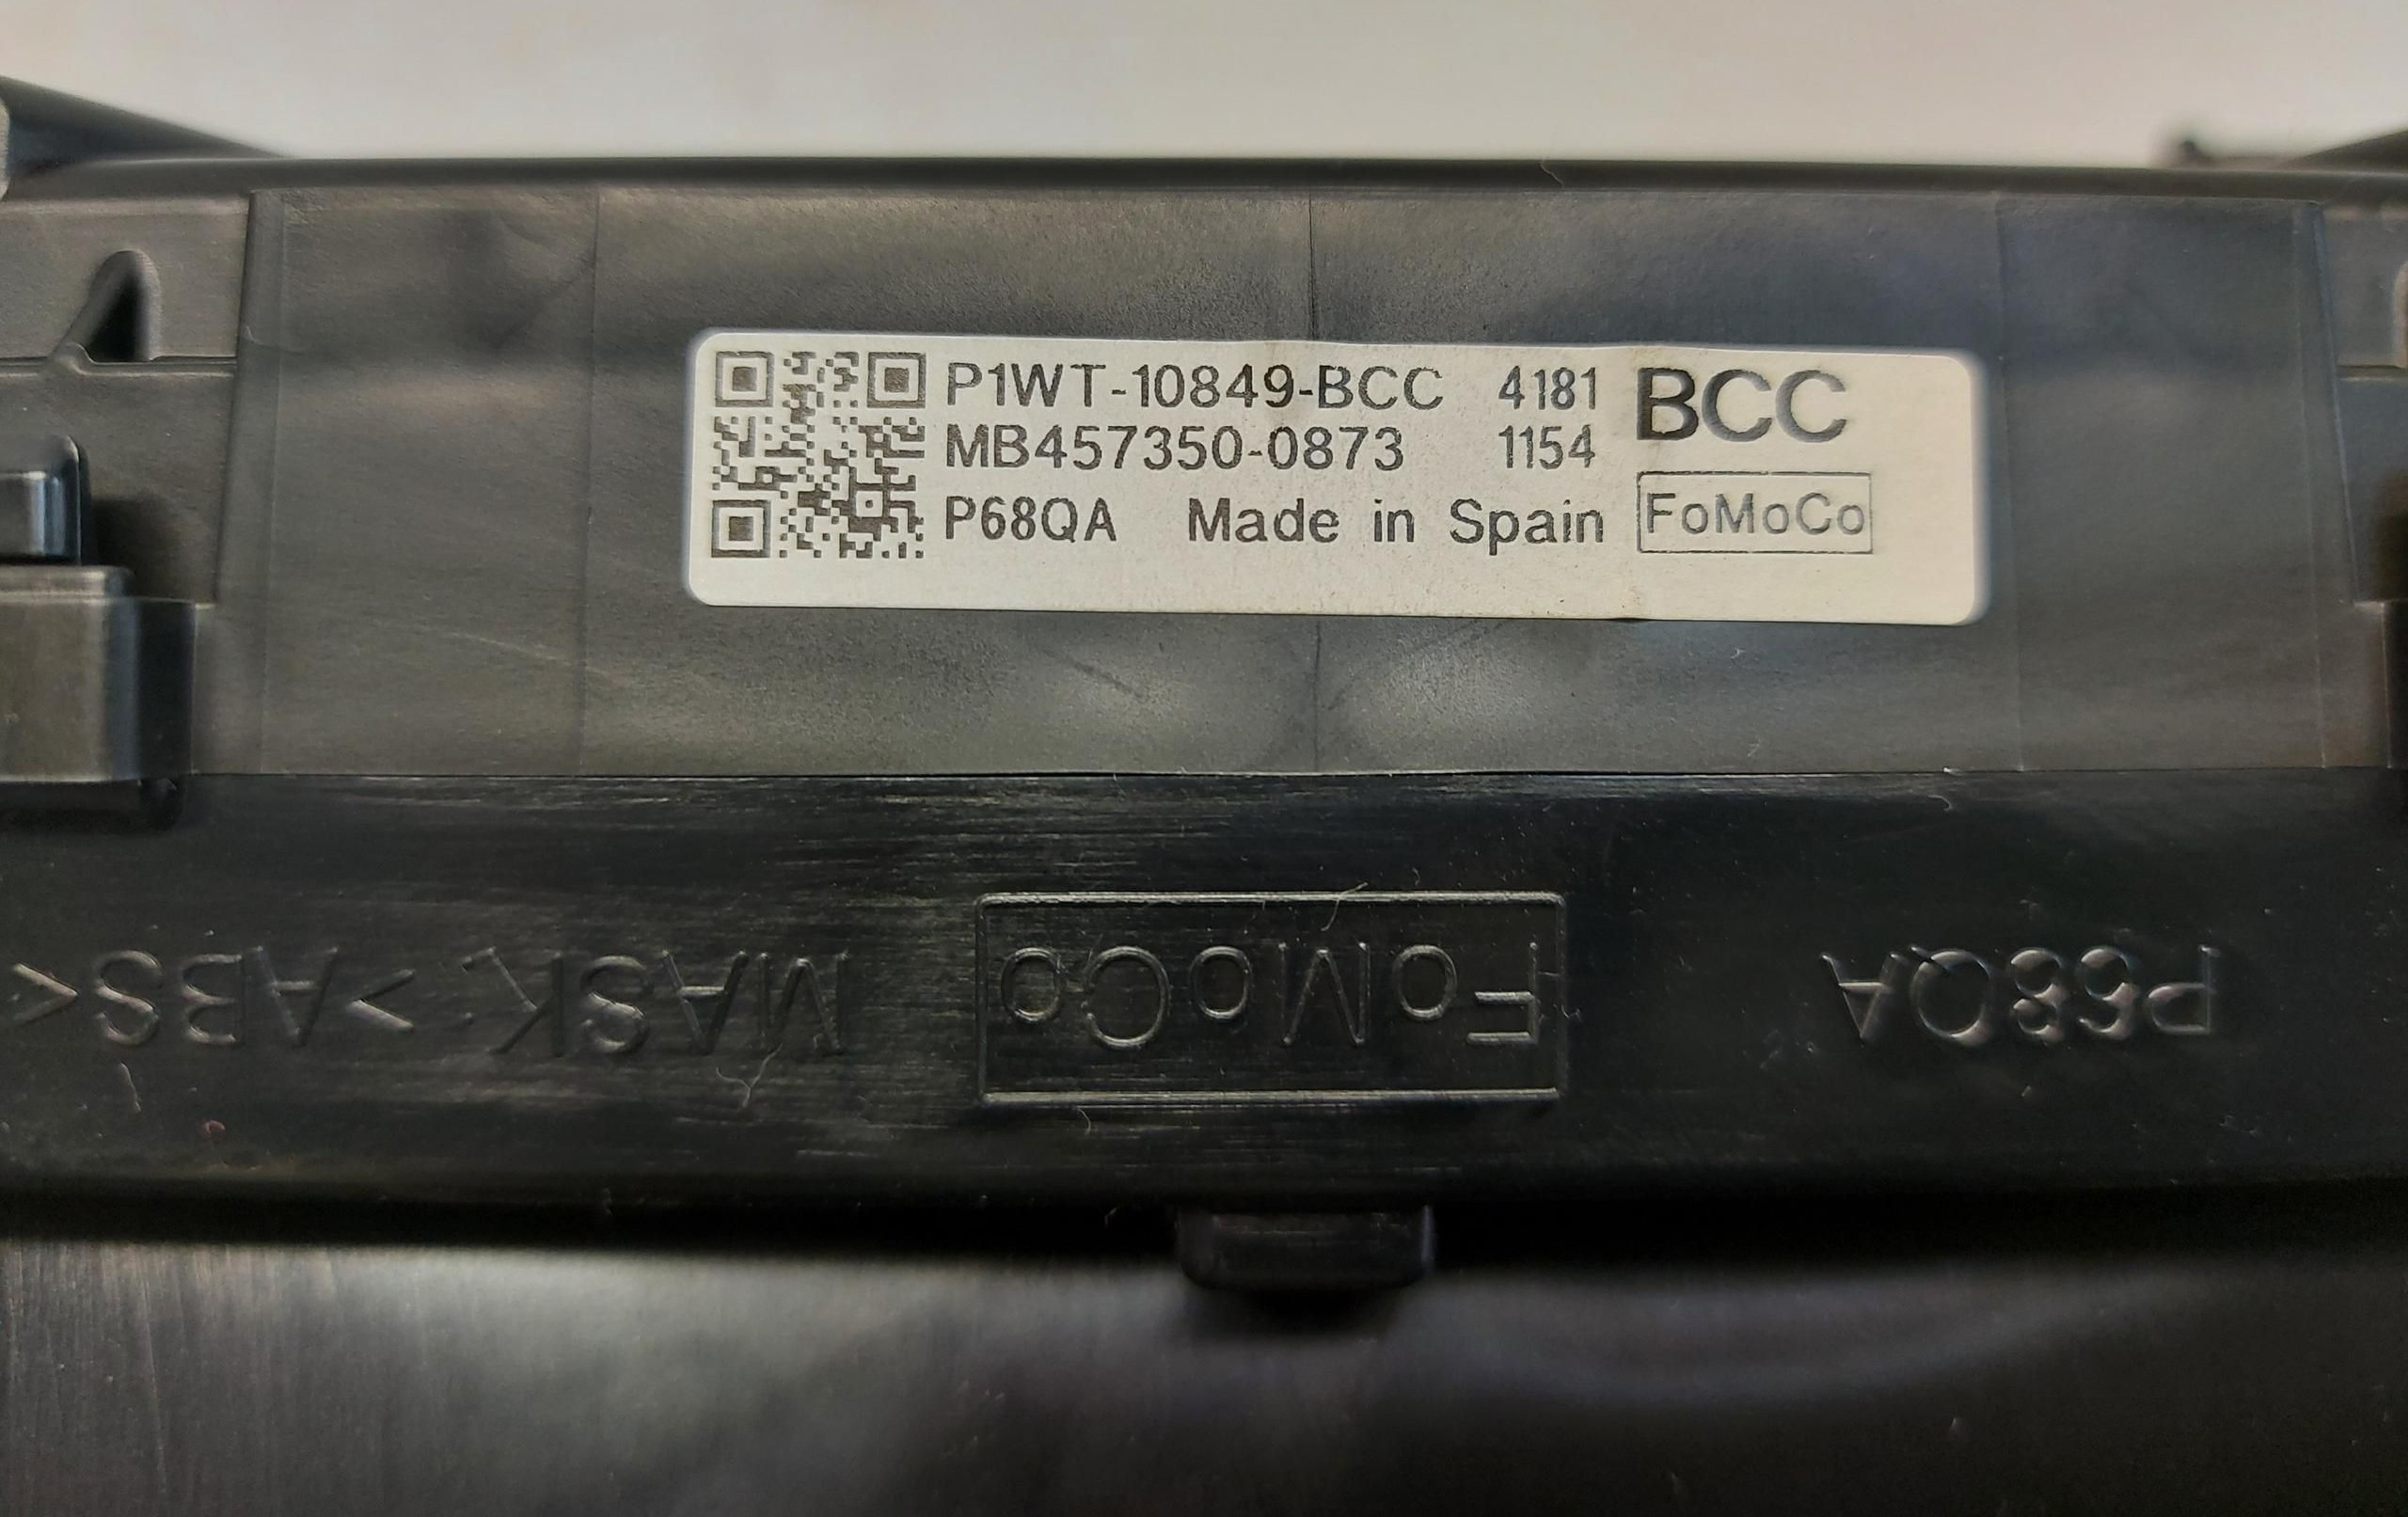 P1WT-10849-BCC 4181 BCC
MB457350-0873 1154
P68QA Made in Spain FoMoCo
P68QA FoMoCo MASK, >ABS<